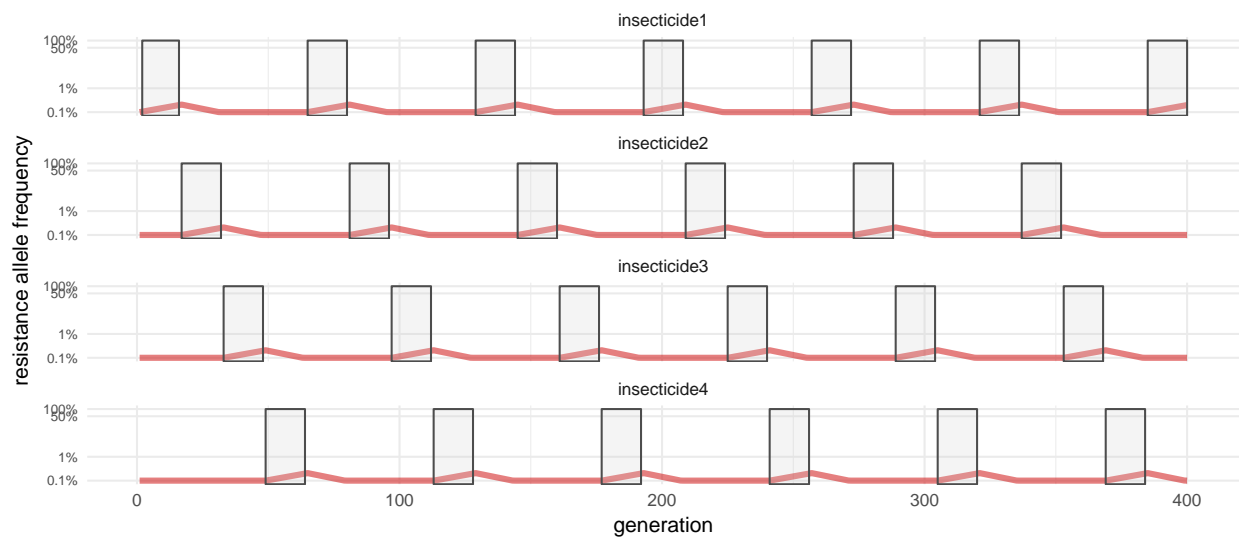 insecticide1
100%
50%
1%
0.1%
insecticide2
100%
50%
1%
0.1%
insecticide3
100%
50%
1%
0.1%
insecticide4
100%
50%
1%
0.1%
0 100 200 300 400
generation
resistance allele frequency